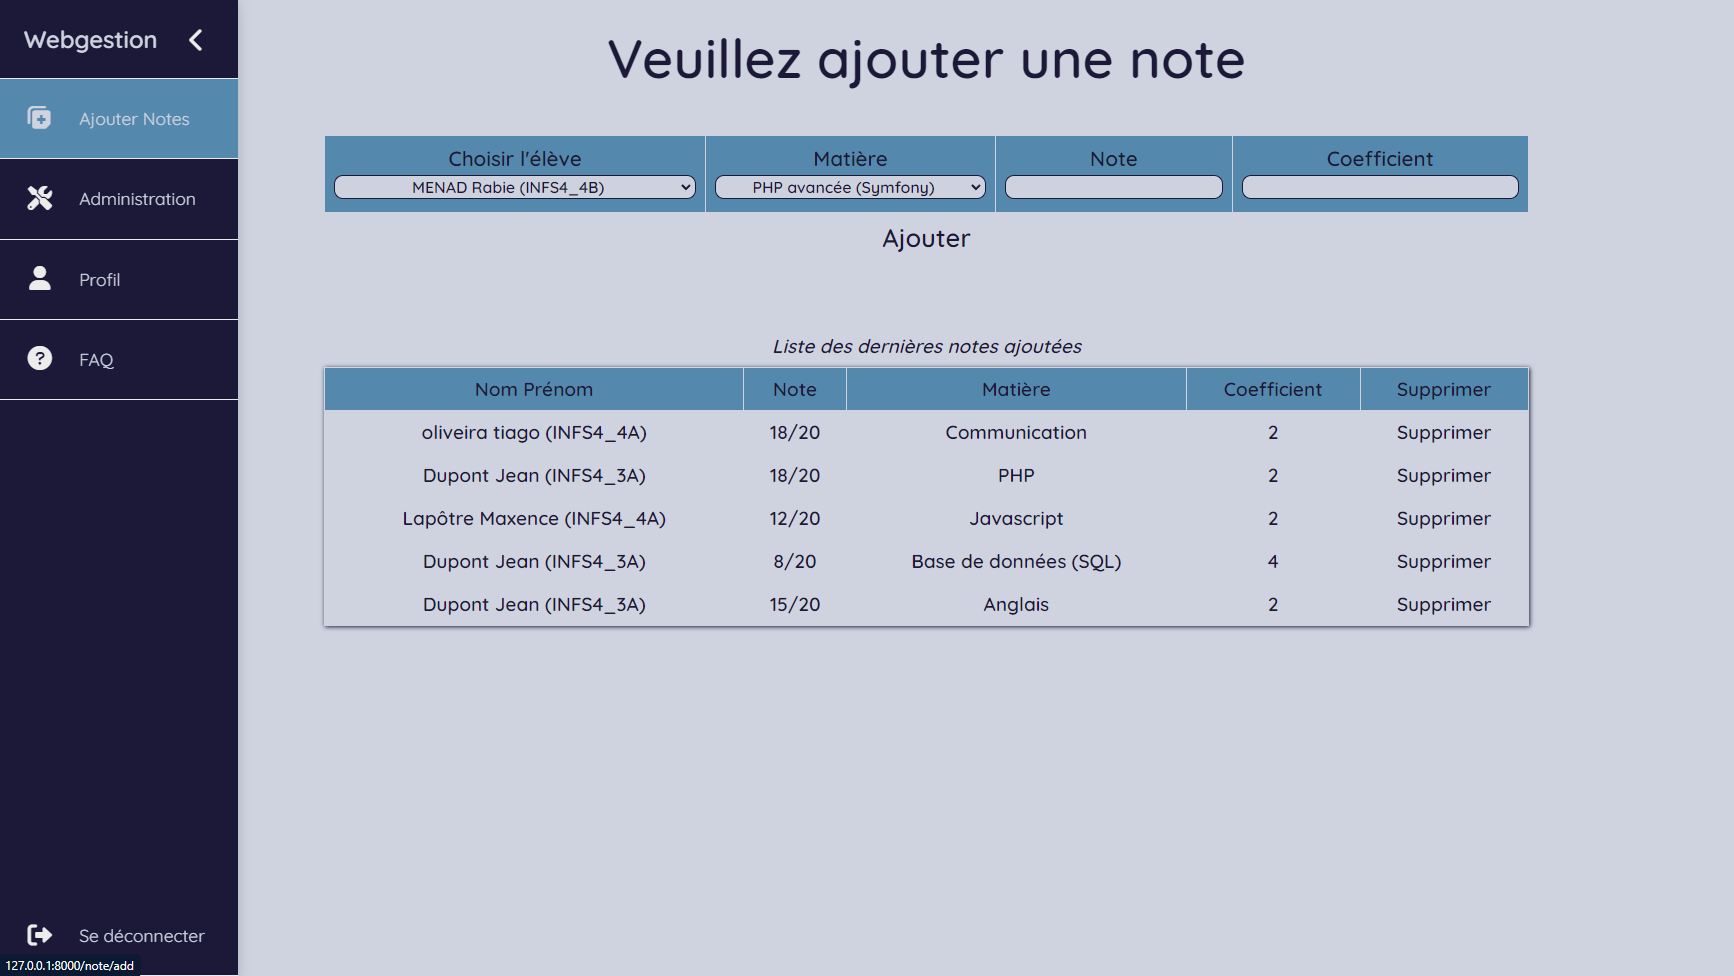 Webgestion
Ajouter Notes
Administration
Profil
FAQ
Se déconnecter
127.0.0.1:8000/note/add
Veuillez ajouter une note
Choisir l'élève Matière Note Coefficient
MENAD Rabie (INFS4_4B) PHP avancée (Symfony)
Ajouter
Liste des dernières notes ajoutées
Nom Prénom Note Matière Coefficient Supprimer
oliveira tiago (INFS4_4A) 18/20 Communication 2 Supprimer
Dupont Jean (INFS4_3A) 18/20 PHP 2 Supprimer
Lapôtre Maxence (INFS4_4A) 12/20 Javascript 2 Supprimer
Dupont Jean (INFS4_3A) 8/20 Base de données (SQL) 4 Supprimer
Dupont Jean (INFS4_3A) 15/20 Anglais 2 Supprimer